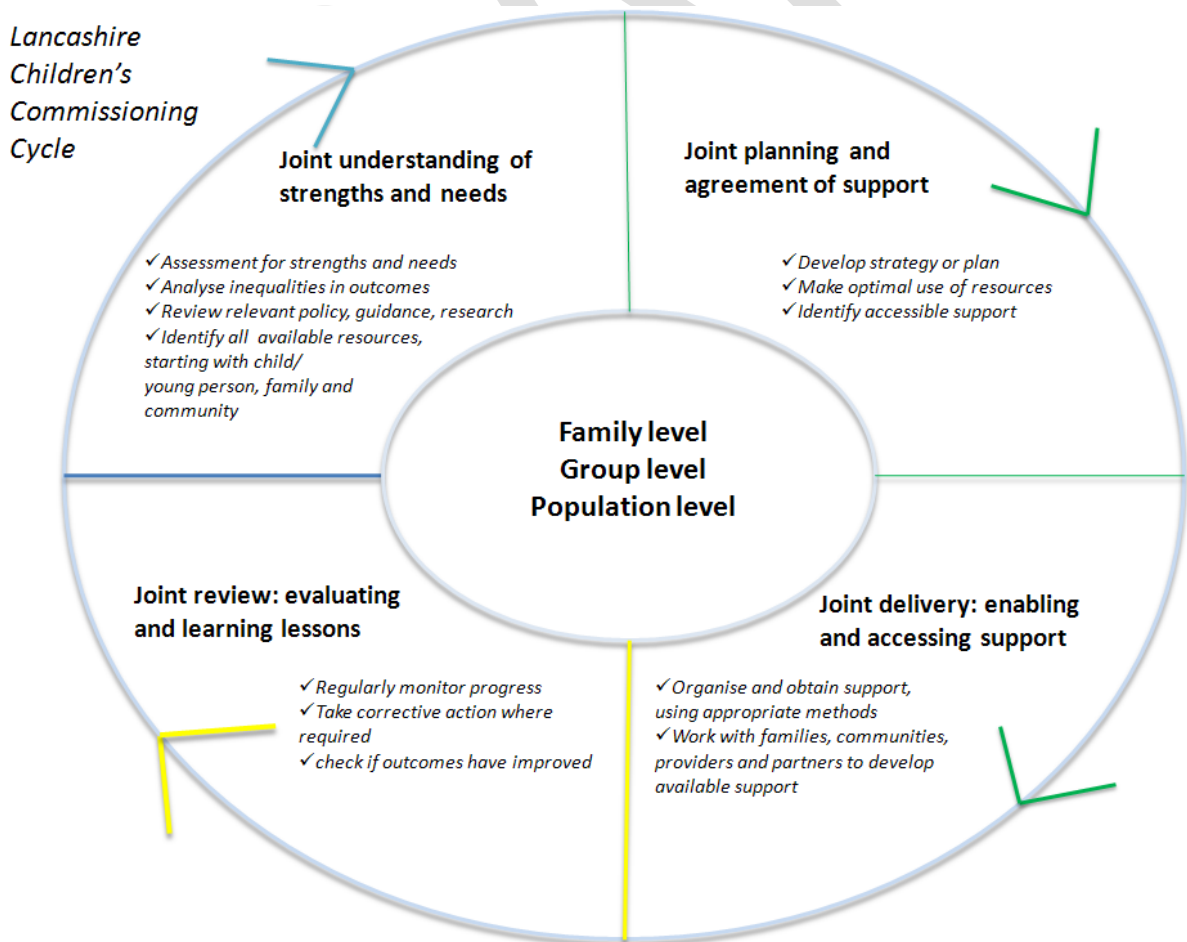 Lancashire
Children's
Commissioning
Cycle
Joint understanding of
strengths and needs
✓Assessment for strengths and needs
✓Analyse inequalities in outcomes
✓Review relevant policy, guidance, research
✓Identify all available resources,
starting with child/
young person, family and
community
Joint planning and
agreement of support
✓Develop strategy or plan
✓Make optimal use of resources
✓Identify accessible support
Family level
Group level
Population level
Joint delivery: enabling
and accessing support
✓Organise and obtain support,
using appropriate methods
✓Work with families, communities,
providers and partners to develop
available support
Joint review: evaluating
and learning lessons
✓Regularly monitor progress
✓Take corrective action where
required
✓check if outcomes have improved